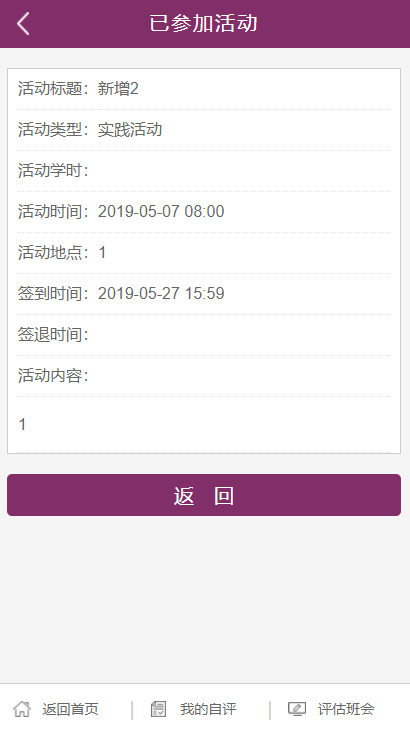 已参加活动
活动标题：新增2
活动类型：实践活动
活动学时：
活动时间：2019-05-07 08:00
活动地点：1
签到时间：2019-05-27 15:59
签退时间：
活动内容：
1
返 回
返回首页 | 我的自评 | 评估班会